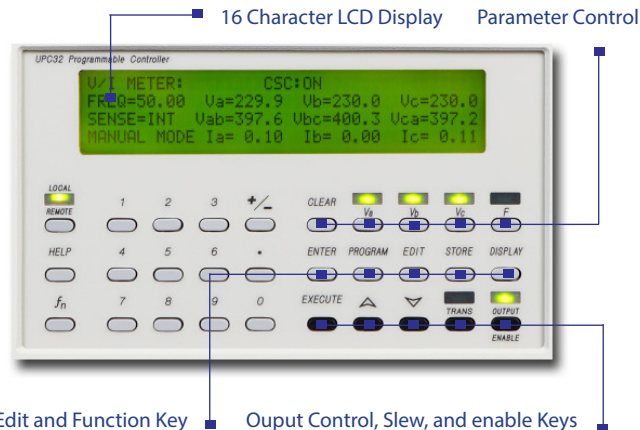 16 Character LCD Display Parameter Control
UPC32 Programmable Controller
V/I METER: CSC:ON
FREQ=50.00 Va=229.9 Vb=230.0 Vc=230.0
SENSE=INT Vab=397.6 Vbc=400.3 Vca=397.2
MANUAL MODE Ia= 0.10 Ib= 0.00 Ic= 0.11
LOCAL
REMOTE 1 2 3 +/_ CLEAR Va Vb Vc F
HELP 4 5 6 • ENTER PROGRAM EDIT STORE DISPLAY
fn 7 8 9 0 EXECUTE TRANS OUTPUT
ENABLE
Edit and Function Key Ouput Control, Slew, and enable Keys